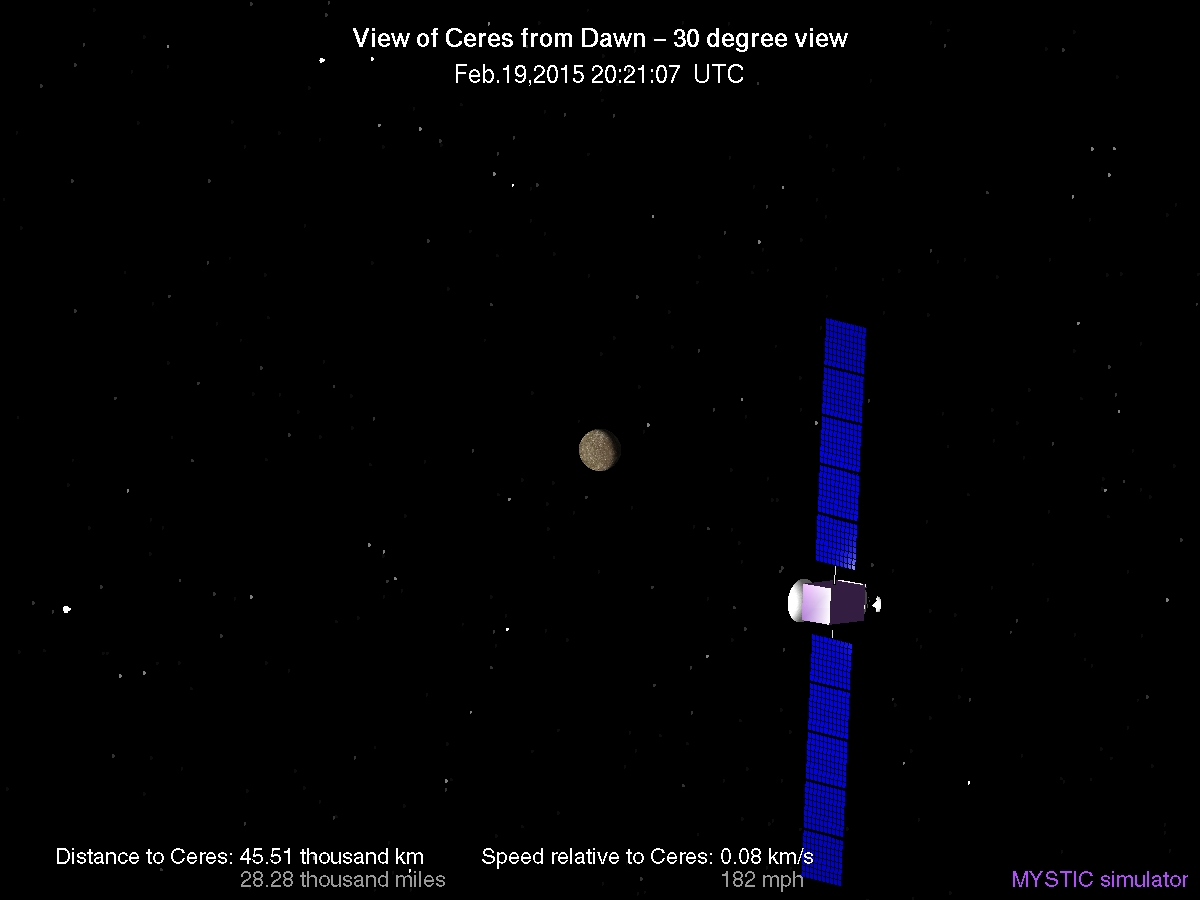 View of Ceres from Dawn – 30 degree view
Feb.19,2015 20:21:07 UTC
Distance to Ceres: 45.51 thousand km
28.28 thousand miles
Speed relative to Ceres: 0.08 km/s
182 mph
MYSTIC simulator